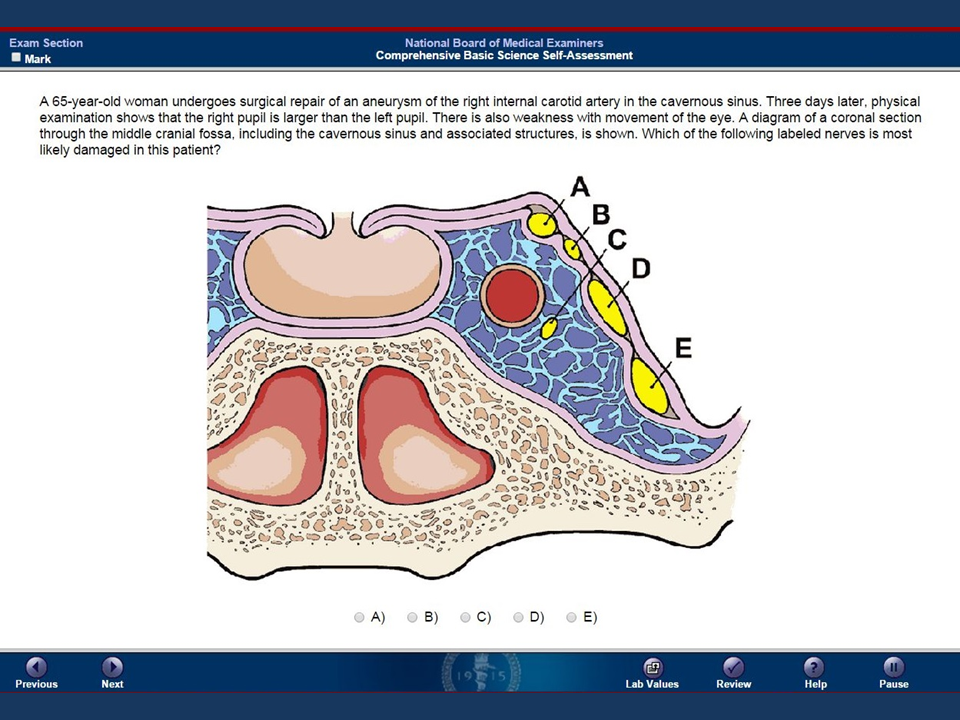 Exam Section
Mark
National Board of Medical Examiners
Comprehensive Basic Science Self-Assessment
A 65-year-old woman undergoes surgical repair of an aneurysm of the right internal carotid artery in the cavernous sinus. Three days later, physical
examination shows that the right pupil is larger than the left pupil. There is also weakness with movement of the eye. A diagram of a coronal section
through the middle cranial fossa, including the cavernous sinus and associated structures, is shown. Which of the following labeled nerves is most
likely damaged in this patient?
A
B
C
D
E
A) B) C) D) E)
1915
Previous Next Lab Values Review Help Pause